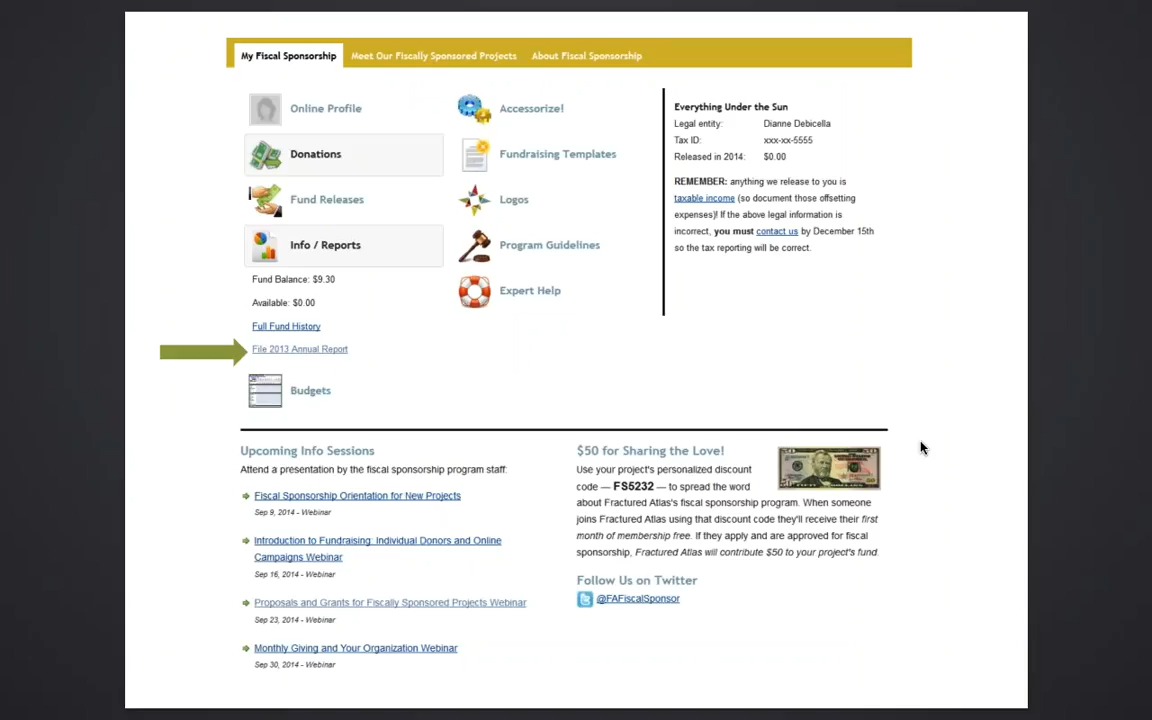 My Fiscal Sponsorship Meet Our Fiscally Sponsored Projects About Fiscal Sponsorship
Online Profile
Donations
Fund Releases
Info / Reports
Fund Balance: $9.30
Available: $0.00
Full Fund History
File 2013 Annual Report
Budgets
Accessorize!
Fundraising Templates
Logos
Program Guidelines
Expert Help
Everything Under the Sun
Legal entity: Dianne Debicella
Tax ID: xxx-xx-5555
Released in 2014: $0.00
REMEMBER: anything we release to you is
taxable income (so document those offsetting
expenses)! If the above legal information is
incorrect, you must contact us by December 15th
so the tax reporting will be correct.
Upcoming Info Sessions
Attend a presentation by the fiscal sponsorship program staff:
Fiscal Sponsorship Orientation for New Projects
Sep 9, 2014 - Webinar
Introduction to Fundraising: Individual Donors and Online
Campaigns Webinar
Sep 16, 2014 - Webinar
Proposals and Grants for Fiscally Sponsored Projects Webinar
Sep 23, 2014 - Webinar
Monthly Giving and Your Organization Webinar
Sep 30, 2014 - Webinar
$50 for Sharing the Love!
Use your project's personalized discount
code — FS5232 — to spread the word
about Fractured Atlas's fiscal sponsorship program. When someone
joins Fractured Atlas using that discount code they'll receive their first
month of membership free. If they apply and are approved for fiscal
sponsorship, Fractured Atlas will contribute $50 to your project's fund.
Follow Us on Twitter
@FAFiscalSponsor